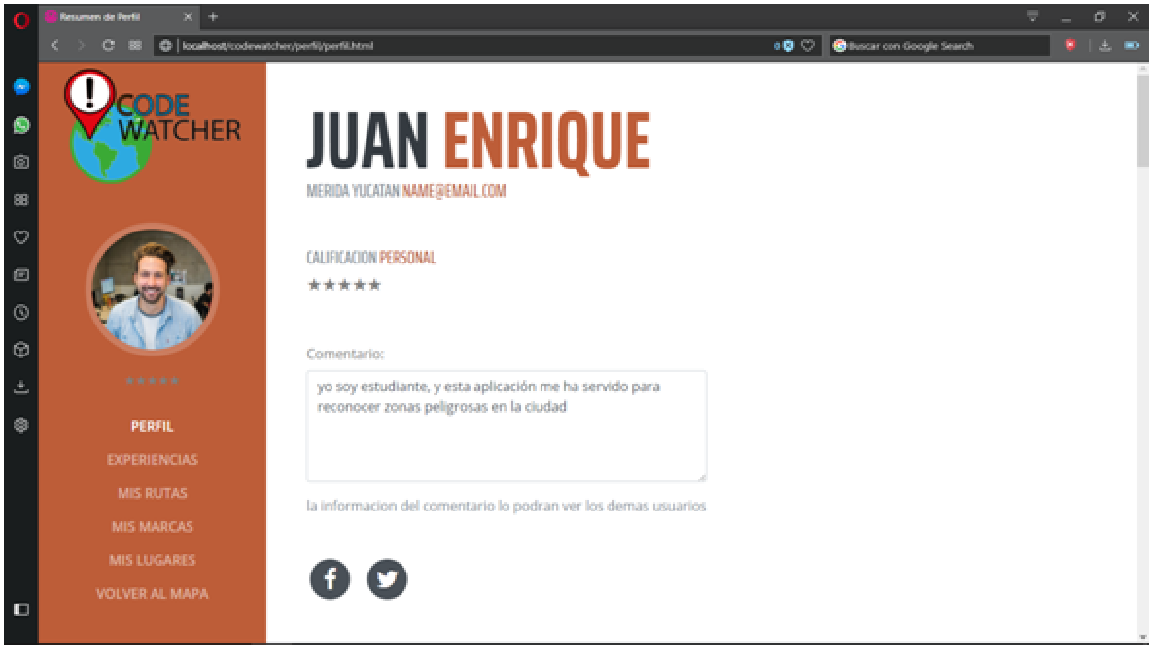 Resumen de Perfil
localhost/codewatcher/perfil/perfil.html
0
Buscar con Google Search
!
CODE
WATCHER
PERFIL
EXPERIENCIAS
MIS RUTAS
MIS MARCAS
MIS LUGARES
VOLVER AL MAPA
JUAN ENRIQUE
MERIDA YUCATAN NAME@EMAIL.COM
CALIFICACION PERSONAL
★★★★★
Comentario:
yo soy estudiante, y esta aplicación me ha servido para
reconocer zonas peligrosas en la ciudad
la informacion del comentario lo podran ver los demas usuarios